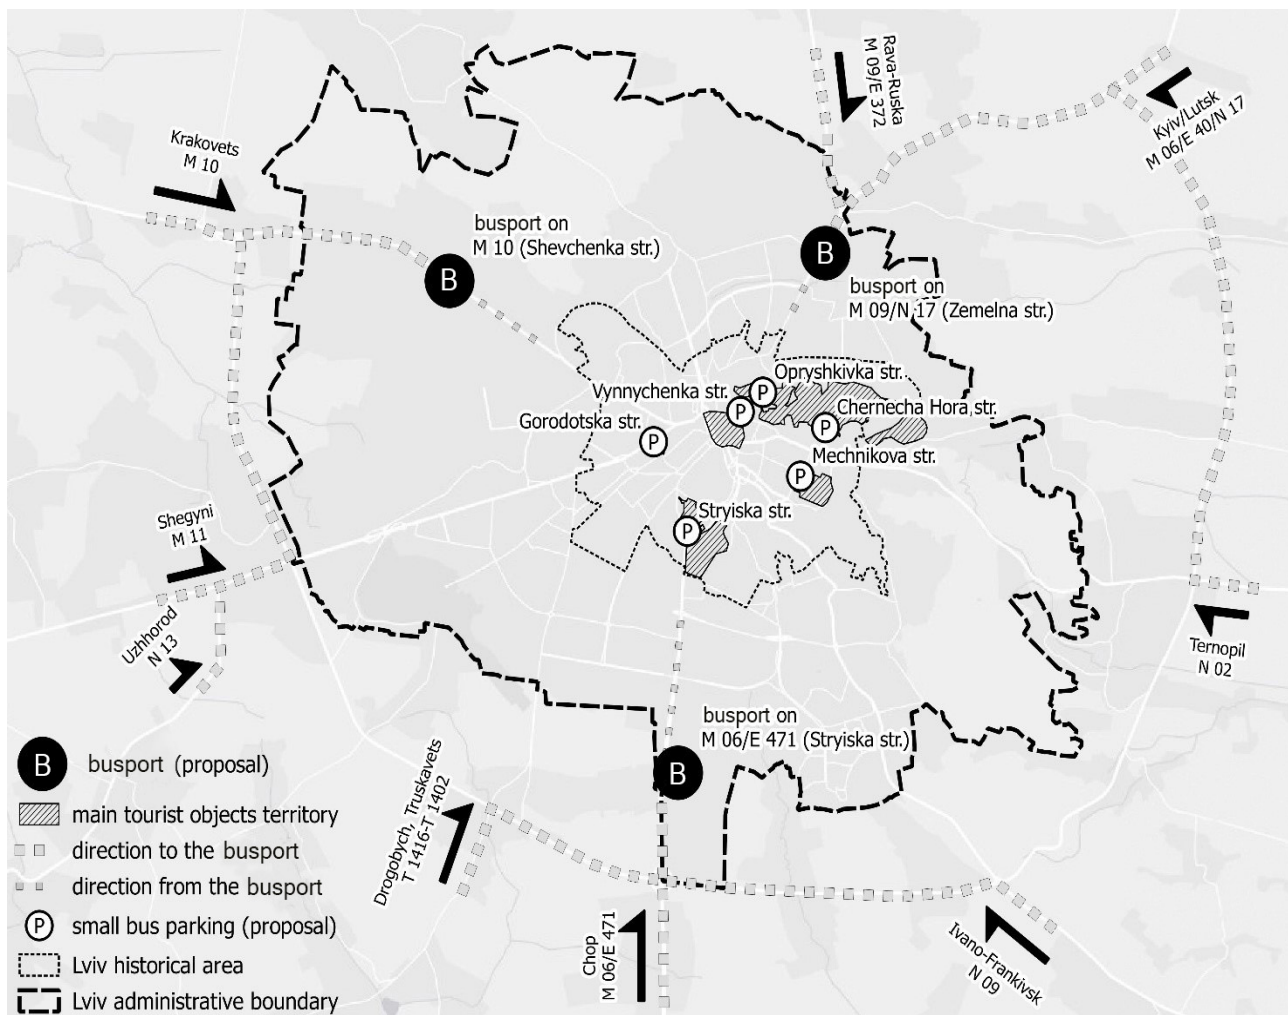 Rava-Ruska
M 09/E 372
Kyiv/Lutsk
M 06/E 40/N 17
Krakovets
M 10
busport on
M 10 (Shevchenka str.)
B
B
busport on
M 09/N 17 (Zemelna str.)
Opryshkivka str.
Vynnychenka str.
P
P
Chernecha Hora str.
Gorodotska str.
P
P
Mechnikova str.
P
Stryiska str.
P
Shegyni
M 11
Uzhhorod
N 13
Ternopil
N 02
busport on
M 06/E 471 (Stryiska str.)
B
Drogobych, Truskavets
T 1416-T 1402
Chop
M 06/E 471
Ivano-Frankivsk
N 09
B busport (proposal)
main tourist objects territory
direction to the busport
direction from the busport
P small bus parking (proposal)
Lviv historical area
Lviv administrative boundary